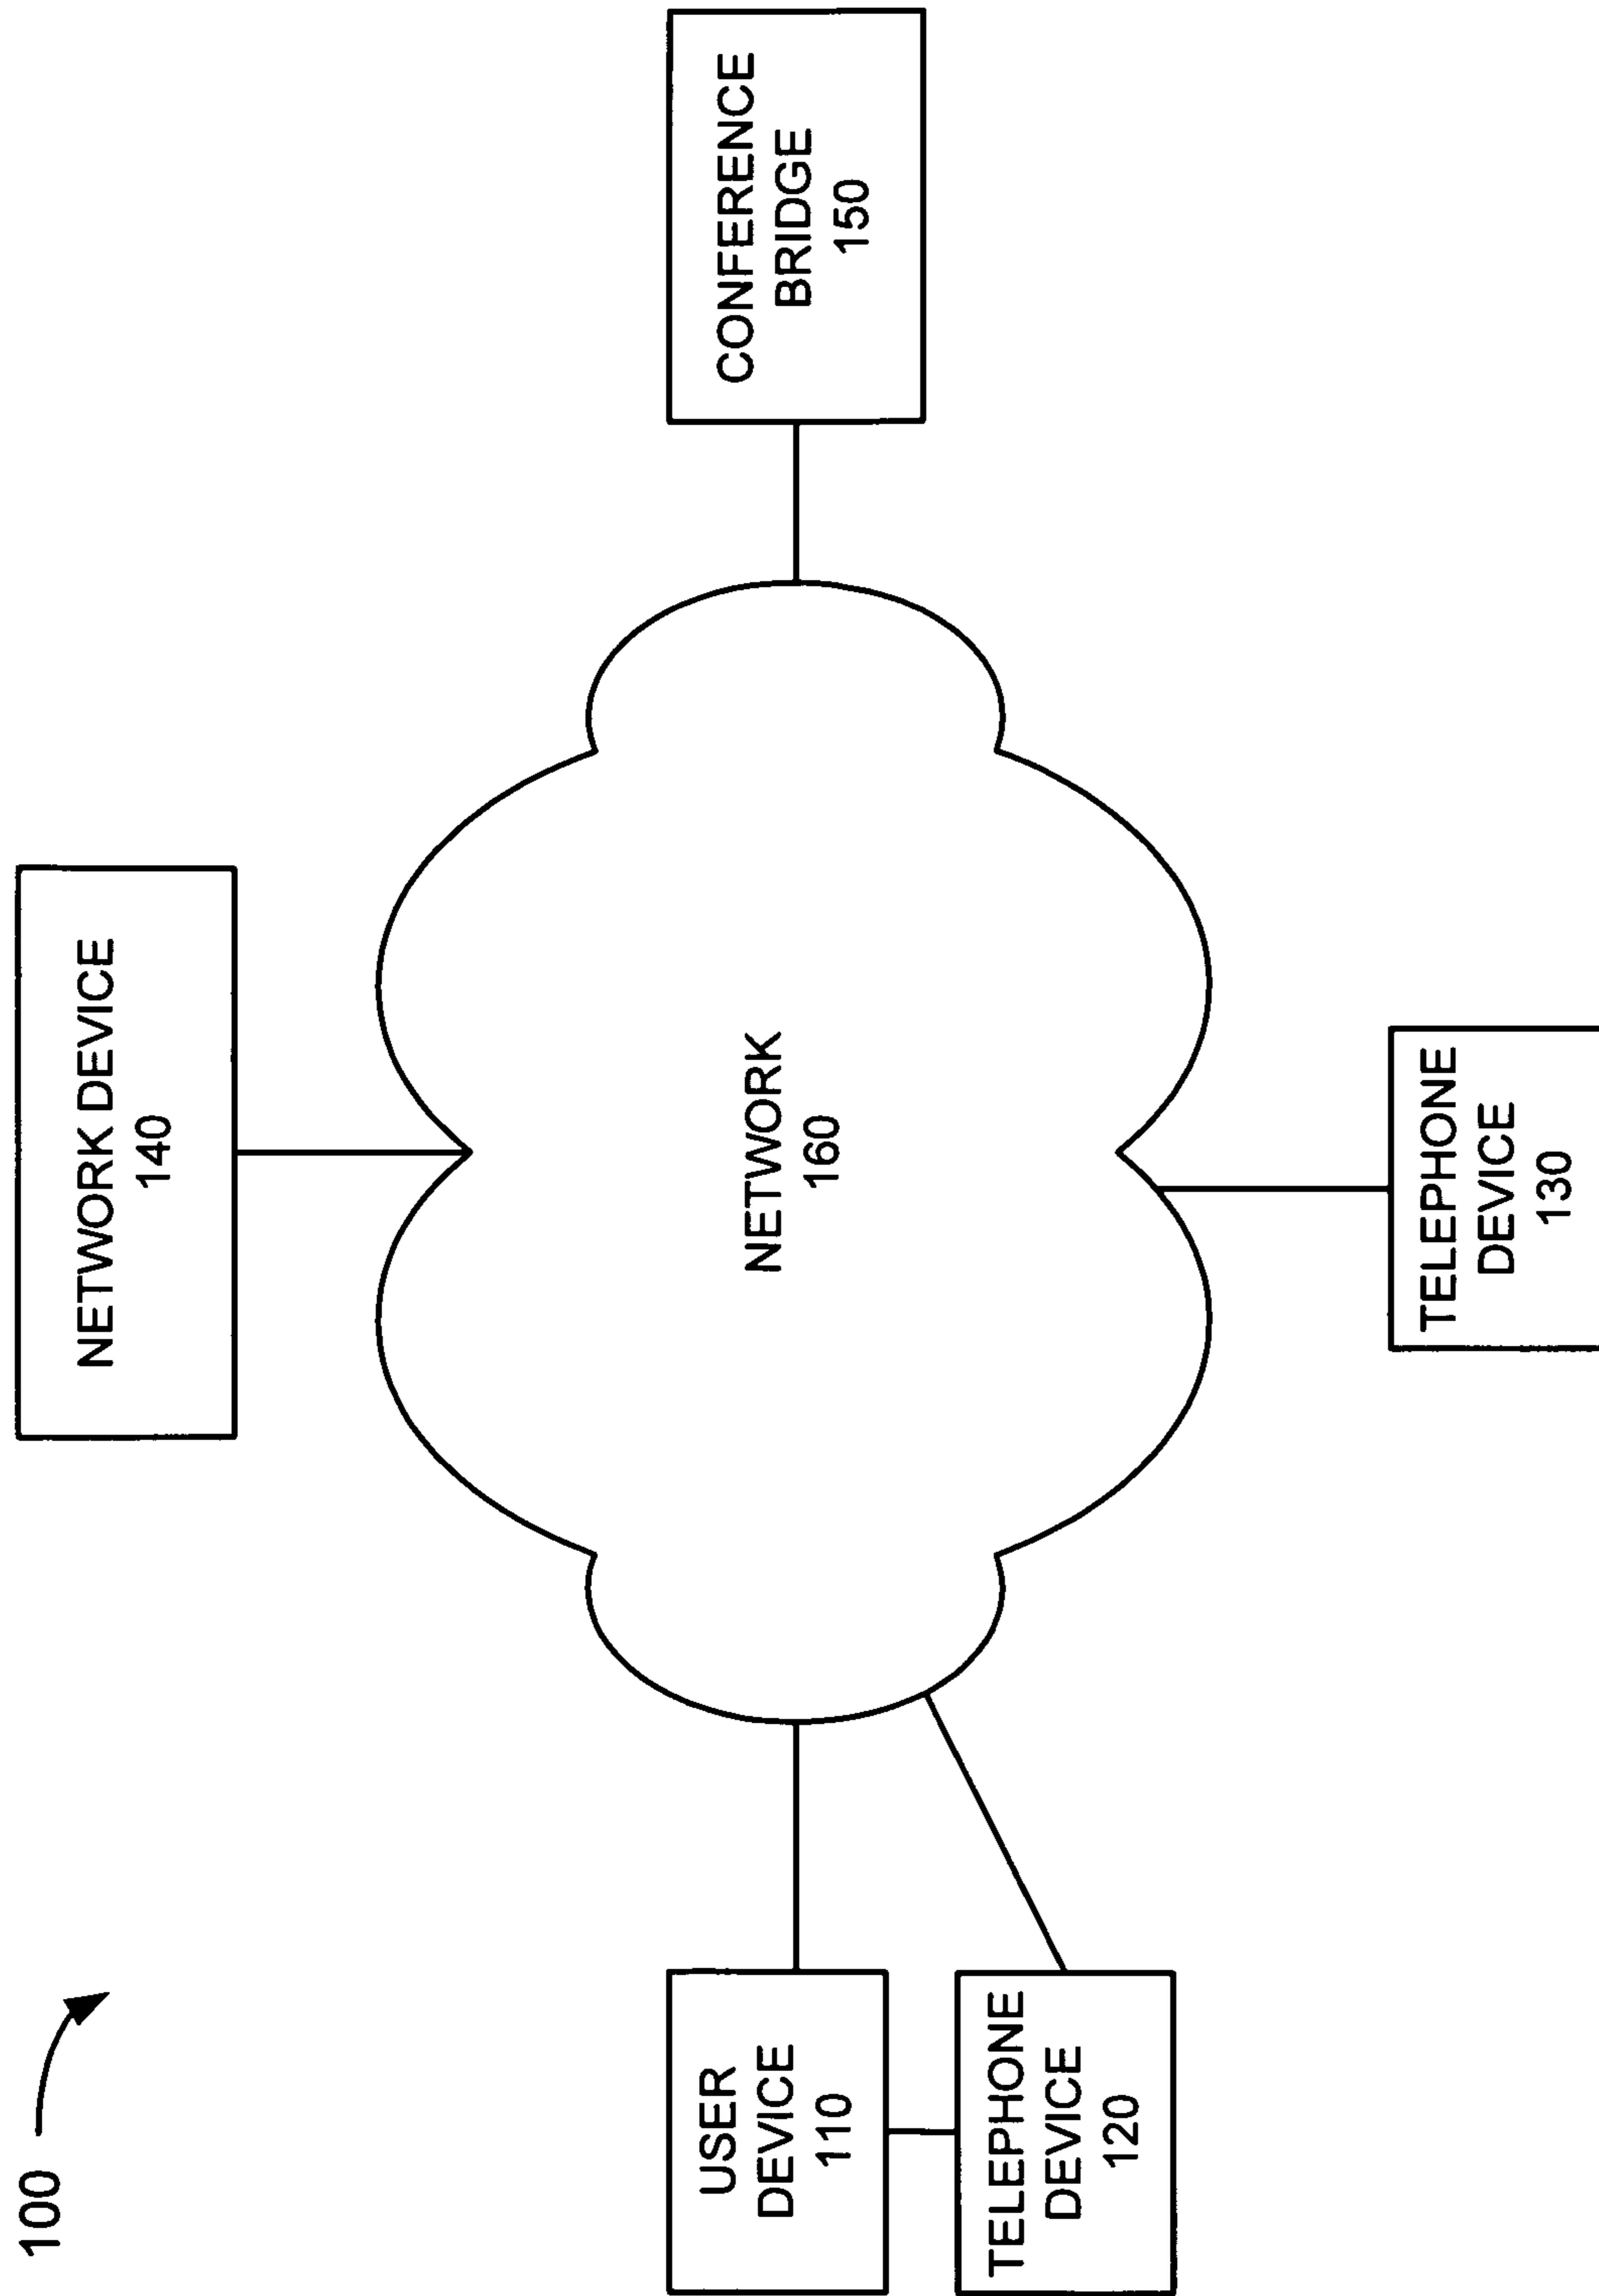 100
NETWORK DEVICE
140
USER
DEVICE
110
NETWORK
160
CONFERENCE
BRIDGE
150
TELEPHONE
DEVICE
120
TELEPHONE
DEVICE
130